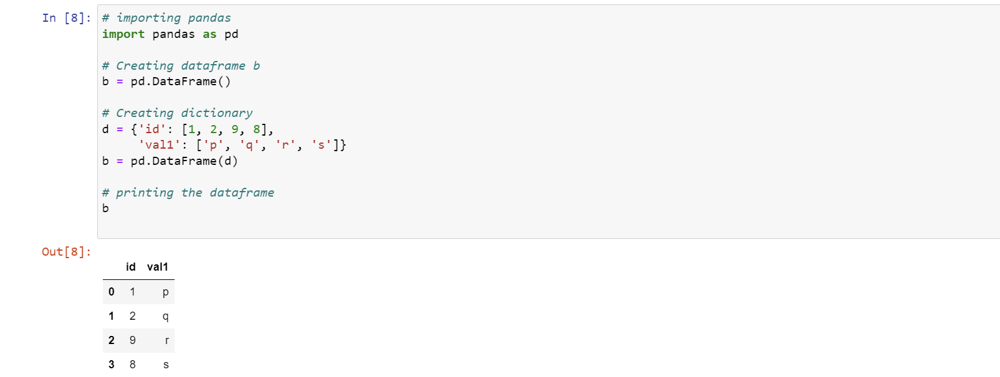 In [8]: # importing pandas
import pandas as pd
# Creating dataframe b
b = pd.DataFrame()
# Creating dictionary
d = {'id': [1, 2, 9, 8],
     'val1': ['p', 'q', 'r', 's']}
b = pd.DataFrame(d)
# printing the dataframe
b
Out[8]:
id val1
0 1 p
1 2 q
2 9 r
3 8 s